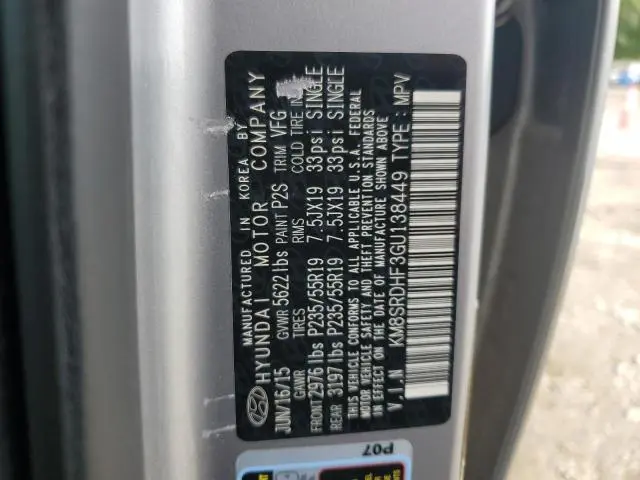 MANUFACTURED IN KOREA BY
HYUNDAI MOTOR COMPANY
JUN/16/15 GVWR 5622 lbs PAINT P2S TRIM VFG
GAWR TIRES RIMS COLD TIRE
FRONT 2976 lbs P235/55R19 7.5JX19 33psi SINGLE
REAR 3197 lbs P235/55R19 7.5JX19 33psi SINGLE
THIS VEHICLE CONFORMS TO ALL APPLICABLE U.S.A. FEDERAL
MOTOR VEHICLE SAFETY AND THEFT PREVENTION STANDARDS
IN EFFECT ON THE DATE OF MANUFACTURE SHOWN ABOVE
V.I.N KM8SRDHF3GU138449 TYPE: MPV
P07